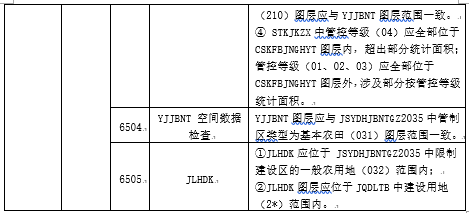 （210）图层应与 YJJBNT 图层范围一致。
④ STKJKZX 中管控等级（04）应全部位于
CSKFBJNGHYT 图层内，超出部分统计面积；
管控等级（01、02、03）应全部位于
CSKFBJNGHYT 图层外，涉及部分按管控等级
统计面积。
6504
YJJBNT 空间数据
检查
YJJBNT 图层应与 JSYDHJBNTGZ2035 中管制
区类型为基本农田（031）图层范围一致。
6505
JLHDK
①JLHDK 应位于 JSYDHJBNTGZ2035 中限制
建设区的一般农用地（032）范围内；
②JLHDK 图层应位于 JQDLTB 中建设用地
（2*）范围内。